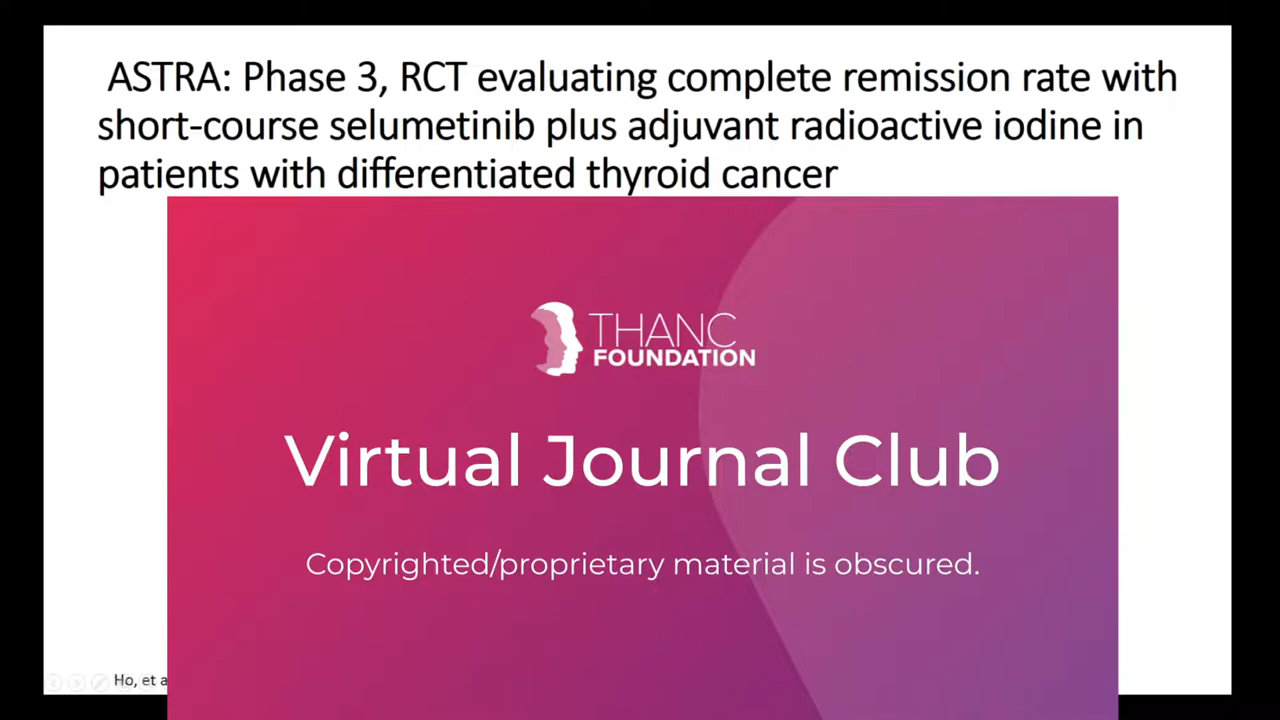 ASTRA: Phase 3, RCT evaluating complete remission rate with
short-course selumetinib plus adjuvant radioactive iodine in
patients with differentiated thyroid cancer
THANC
FOUNDATION
Virtual Journal Club
Copyrighted/proprietary material is obscured.
Ho, et a